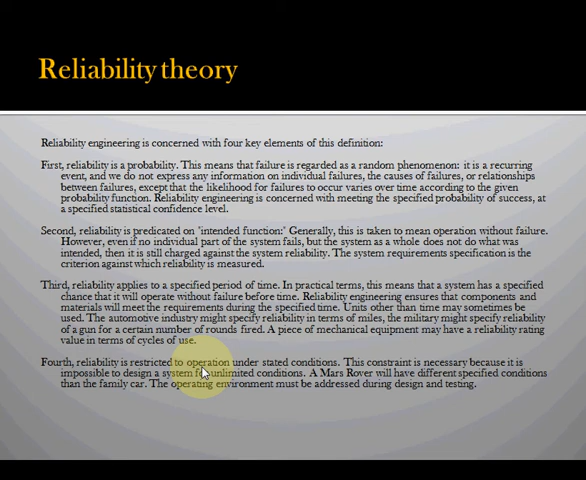 Reliability theory
Reliability engineering is concerned with four key elements of this definition:
First, reliability is a probability. This means that failure is regarded as a random phenomenon: it is a recurring
event, and we do not express any information on individual failures, the causes of failures, or relationships
between failures, except that the likelihood for failures to occur varies over time according to the given
probability function. Reliability engineering is concerned with meeting the specified probability of success, at
a specified statistical confidence level.
Second, reliability is predicated on "intended function:" Generally, this is taken to mean operation without failure.
However, even if no individual part of the system fails, but the system as a whole does not do what was
intended, then it is still charged against the system reliability. The system requirements specification is the
criterion against which reliability is measured.
Third, reliability applies to a specified period of time. In practical terms, this means that a system has a specified
chance that it will operate without failure before time. Reliability engineering ensures that components and
materials will meet the requirements during the specified time. Units other than time may sometimes be
used. The automotive industry might specify reliability in terms of miles, the military might specify reliability
of a gun for a certain number of rounds fired. A piece of mechanical equipment may have a reliability rating
value in terms of cycles of use.
Fourth, reliability is restricted to operation under stated conditions. This constraint is necessary because it is
impossible to design a system for unlimited conditions. A Mars Rover will have different specified conditions
than the family car. The operating environment must be addressed during design and testing.